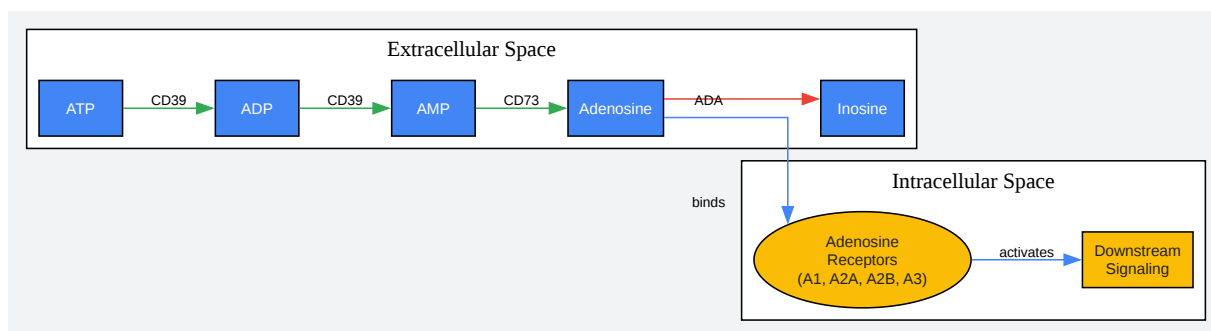 Extracellular Space
ATP
CD39
ADP
CD39
AMP
CD73
Adenosine
ADA
Inosine
Intracellular Space
binds
Adenosine
Receptors
(A1, A2A, A2B, A3)
activates
Downstream
Signaling